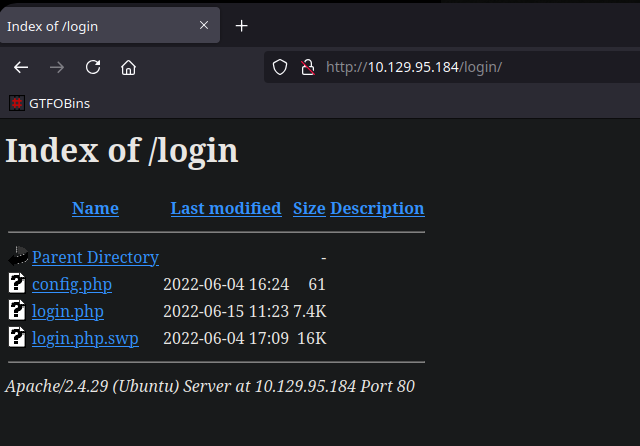 Index of /login
http://10.129.95.184/login/
GTFOBins
Index of /login
Name Last modified Size Description
Parent Directory -
config.php 2022-06-04 16:24 61
login.php 2022-06-15 11:23 7.4K
login.php.swp 2022-06-04 17:09 16K
Apache/2.4.29 (Ubuntu) Server at 10.129.95.184 Port 80